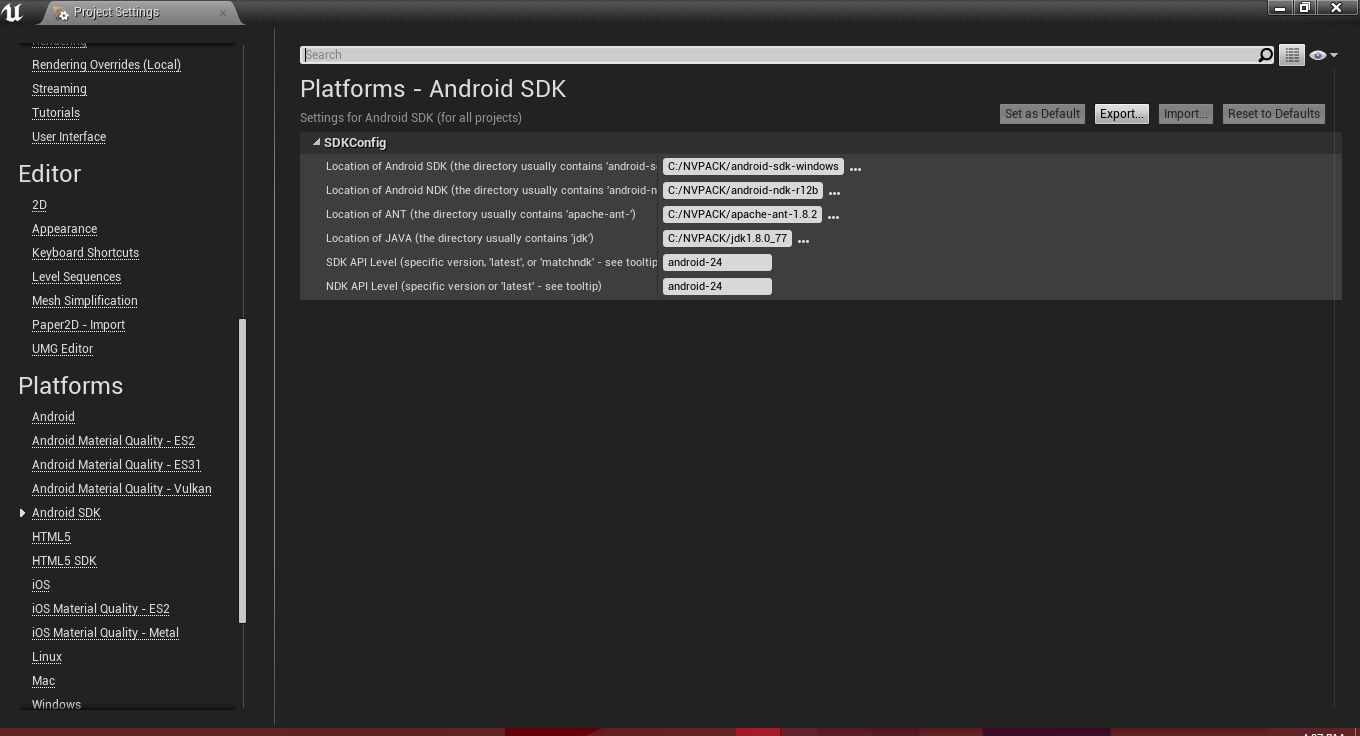 Project Settings
Rendering
Rendering Overrides (Local)
Streaming
Tutorials
User Interface
Editor
2D
Appearance
Keyboard Shortcuts
Level Sequences
Mesh Simplification
Paper2D - Import
UMG Editor
Platforms
Android
Android Material Quality - ES2
Android Material Quality - ES31
Android Material Quality - Vulkan
Android SDK
HTML5
HTML5 SDK
iOS
iOS Material Quality - ES2
iOS Material Quality - Metal
Linux
Mac
Windows
Search
Platforms - Android SDK
Settings for Android SDK (for all projects)
Set as Default Export... Import... Reset to Defaults
SDKConfig
Location of Android SDK (the directory usually contains 'android-s C:/NVPACK/android-sdk-windows ...
Location of Android NDK (the directory usually contains 'android-n C:/NVPACK/android-ndk-r12b ...
Location of ANT (the directory usually contains 'apache-ant-') C:/NVPACK/apache-ant-1.8.2 ...
Location of JAVA (the directory usually contains 'jdk') C:/NVPACK/jdk1.8.0_77 ...
SDK API Level (specific version, 'latest', or 'matchndk' - see tooltip android-24
NDK API Level (specific version or 'latest' - see tooltip) android-24